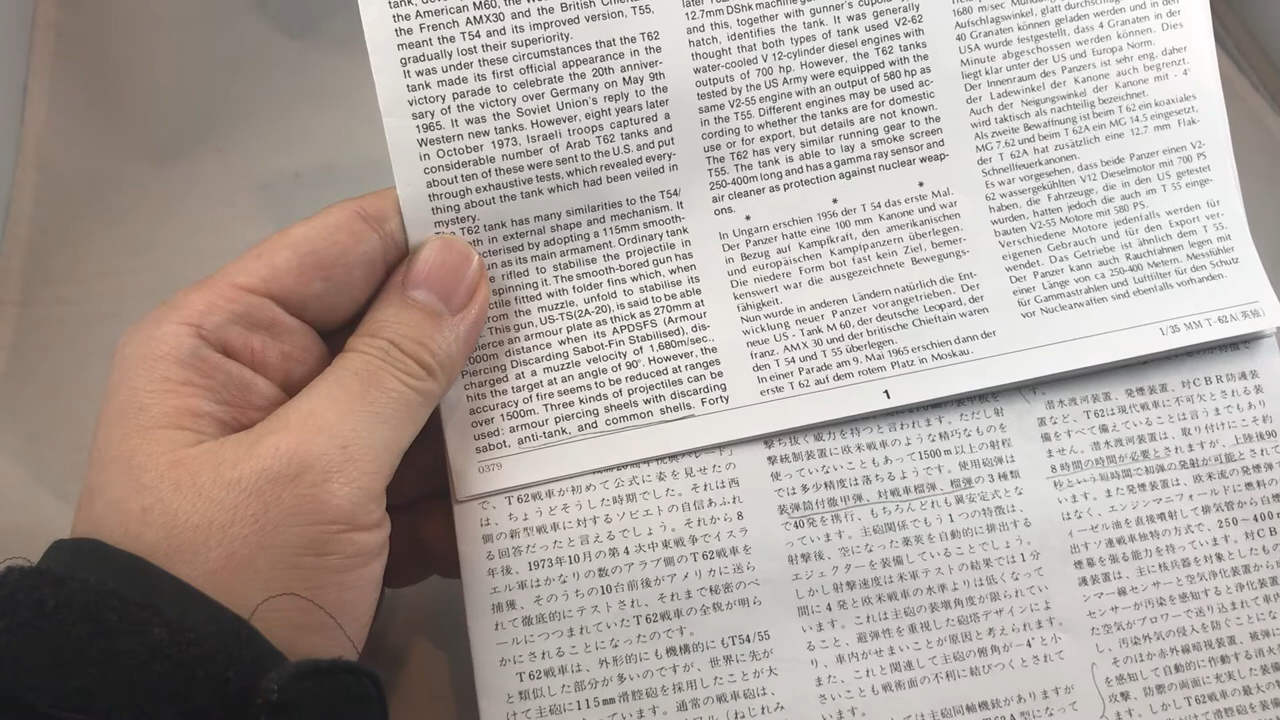 the American M60, the
the French AMX30 and the British
meant the T54 and its improved version, T55,
gradually lost their superiority.
It was under these circumstances that the T62
tank made its first official appearance in the
victory parade to celebrate the 20th anniver-
sary of the victory over Germany on May 9th
1965. It was the Soviet Union's reply to the
Western new tanks. However, eight years later
in October 1973, Israeli troops captured a
considerable number of Arab T62 tanks and
about ten of these were sent to the U.S. and put
through exhaustive tests, which revealed every-
thing about the tank which had been veiled in
mystery.
T62 tank has many similarities to the T54/
in external shape and mechanism. It
by adopting a 115mm smooth-
as its main armament. Ordinary tank
rifled to stabilise the projectile in
spinning it. The smooth-bored gun has
fitted with folder fins which, when
from the muzzle, unfold to stabilise its
This gun, US-TS(2A-20), is said to be able
an armour plate as thick as 270mm at
distance when its APDSFS (Armour
Piercing Discarding Sabot-Fin Stabilised), dis-
charged at a muzzle velocity of 1,680m/sec.,
hits the target at an angle of 90°. However, the
accuracy of fire seems to be reduced at ranges
over 1500m. Three kinds of projectiles can be
used: armour piercing sheels with discarding
sabot, anti-tank, and common shells. Forty
12.7mm DShk machine
and this, together with gunner's cupola
hatch, identifies the tank. It was generally
thought that both types of tank used V2-62
water-cooled V 12-cylinder diesel engines with
outputs of 700 hp. However, the T62 tanks
tested by the US Army were equipped with the
same V2-55 engine with an output of 580 hp as
in the T55. Different engines may be used ac-
cording to whether the tanks are for domestic
use or for export, but details are not known.
The T62 has very similar running gear to the
T55. The tank is able to lay a smoke screen
250-400m long and has a gamma ray sensor and
air cleaner as protection against nuclear weap-
ons.
* * *
In Ungarn erschien 1956 der T 54 das erste Mal.
Der Panzer hatte eine 100 mm Kanone und war
in Bezug auf Kampfkraft, den amerikanischen
und europäischen Kampfpanzern überlegen.
Die niedere Form bot fast kein Ziel, bemer-
kenswert war die ausgezeichnete Bewegungs-
fähigkeit.
Nun wurde in anderen Ländern natürlich die Ent-
wicklung neuer Panzer vorangetrieben. Der
neue US - Tank M 60, der deutsche Leopard, der
franz. AMX 30 und der britische Chieftain waren
den T 54 und T 55 überlegen.
In einer Parade am 9. Mai 1965 erschien dann der
erste T 62 auf dem rotem Platz in Moskau.
1680 m/sec
Aufschlagswinkel, glatt
40 Granaten können geladen werden und in den
USA wurde festgestellt, dass 4 Granaten in der
Minute abgeschossen werden können. Dies
liegt klar unter der US und Europa Norm.
Der Innenraum des Panzers ist sehr eng, daher
der Ladewinkel der Kanone auch begrenzt.
Auch der Neigungswinkel der Kanone mit - 4°
wird taktisch als nachteilig bezeichnet.
Als zweite Bewaffnung ist beim T 62 ein koaxiales
MG 7.62 und beim T 62A ein MG 14.5 eingesetzt,
der T 62A hat zusätzlich eine 12.7 mm Flak-
Schnellfeuerkanonen.
Es war vorgesehen, dass beide Panzer einen V2-
62 wassergekühlten V12 Dieselmotor mit 700 PS
haben, die Fahrzeuge, die in den US getestet
wurden, hatten jedoch die auch im T 55 einge-
bauten V2-55 Motore mit 580 PS.
Verschiedene Motore jedenfalls werden für
eigenen Gebrauch und für den Export ver-
wendet. Das Getriebe ist ähnlich dem T 55.
Der Panzer kann auch Rauchfahnen legen mit
einer Länge von ca 250-400 Metern. Messfühler
für Gammastrahlen und Luftfilter für den Schutz
vor Nuclearwaffen sind ebenfalls vorhanden.
0379
1
1/35 MM T-62A(英独)
で、T62戦車が初めて公式に姿を見せたの
は、ちょうどそうした時期でした。それは西
側の新型戦車に対するソビエトの自信あふれ
る回答だったと言えるでしょう。それから8
年後、1973年10月の第4次中東戦争でイスラ
エル軍はかなりの数のアラブ側のT62戦車を
捕獲、そのうちの10台前後がアメリカに送ら
れて徹底的にテストされ、それまで秘密のベ
ールにつつまれていたT62戦車の全貌が明ら
かにされることになったのです。
T62戦車は、外形的にも機構的にもT54/55
と類似した部分が多いのですが、世界に先が
けて主砲に115mm滑腔砲を採用したことが大
っています。通常の戦車砲は、
撃ち抜く威力を持つと言われます。ただし射
撃統制装置に欧米戦車のような精巧なものを
使っていないこともあって1500m以上の射程
では多少精度は落ちるようです。使用砲弾は
装弾筒付徹甲弾、対戦車榴弾、榴弾の3種類
で40発を携行、もちろんどれも翼安定式とな
っています。主砲関係でもう1つの特徴は、
射撃後、空になった薬莢を自動的に排出する
エジェクターを装備していることでしょう。
しかし射撃速度は米軍テストの結果では1分
間に4発と欧米戦車の水準よりは低くなって
います。これは主砲の装填角度が限られてい
ること、避弾性を重視した砲塔デザインによ
り、車内がせまいことが原因と考えられます。
また、これと関連して主砲の俯角が-4°と小
さいことも戦術面の不利に結びつくとされて
います。
ては主砲同軸機銃がありますが
潜水渡河装置、発煙装置、対CBR防護装
置など、T62は現代戦車に不可欠とされる装
備をすべて備えていることは言うまでもあり
ません。潜水渡河装置は、取り付けにこそ約
8時間の時間が必要とされますが、上陸後90
秒という短時間で初弾の発射が可能とされて
います。また発煙装置は、欧米流の発煙弾
はなく、エンジンマニフォールドに燃料の
ーゼル油を直接噴射して排気管から白煙
出すソ連戦車独特の方式で、250～400m
煙幕を張る能力を持っています。対CB
護装置は、主に核兵器を対象としたもの
ンマー線センサーと空気浄化装置から
センサーが汚染を感知すると浄化装置
た空気がブロワーで送り込まれて車内
し、汚染外気の侵入を防ぐことにな
そのほか赤外線暗視装置、被弾
を感知して自動的に作動する消火
攻撃、防禦の両面に充実した装備
ます。しかしT62戦車の最大の